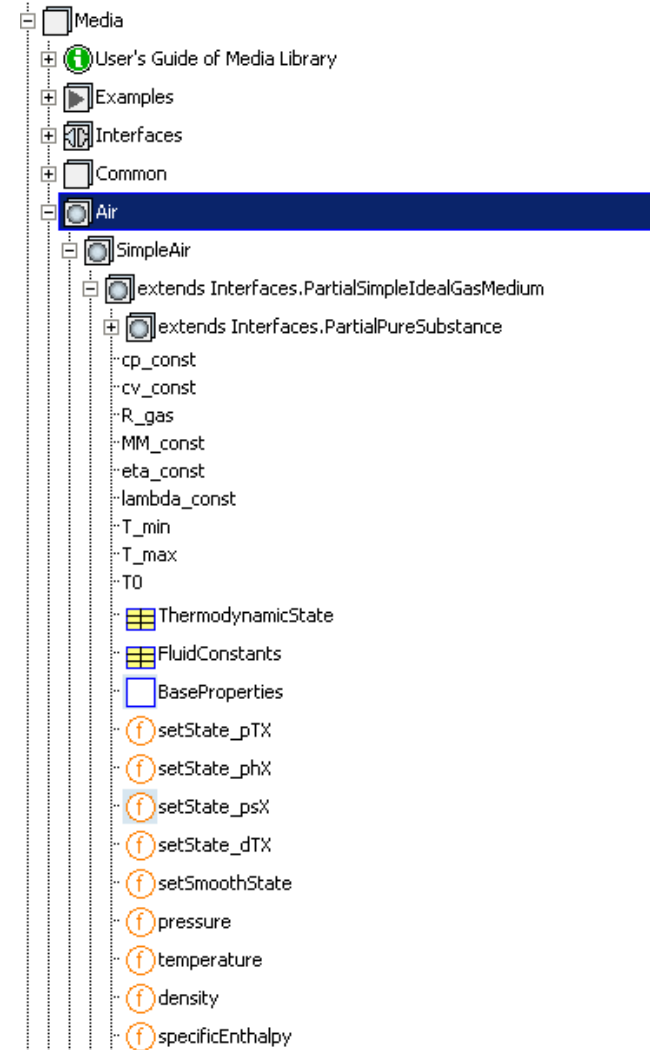 Media
User's Guide of Media Library
Examples
Interfaces
Common
Air
SimpleAir
extends Interfaces.PartialSimpleIdealGasMedium
extends Interfaces.PartialPureSubstance
cp_const
cv_const
R_gas
MM_const
eta_const
lambda_const
T_min
T_max
T0
ThermodynamicState
FluidConstants
BaseProperties
setState_pTX
setState_phX
setState_psX
setState_dTX
setSmoothState
pressure
temperature
density
specificEnthalpy